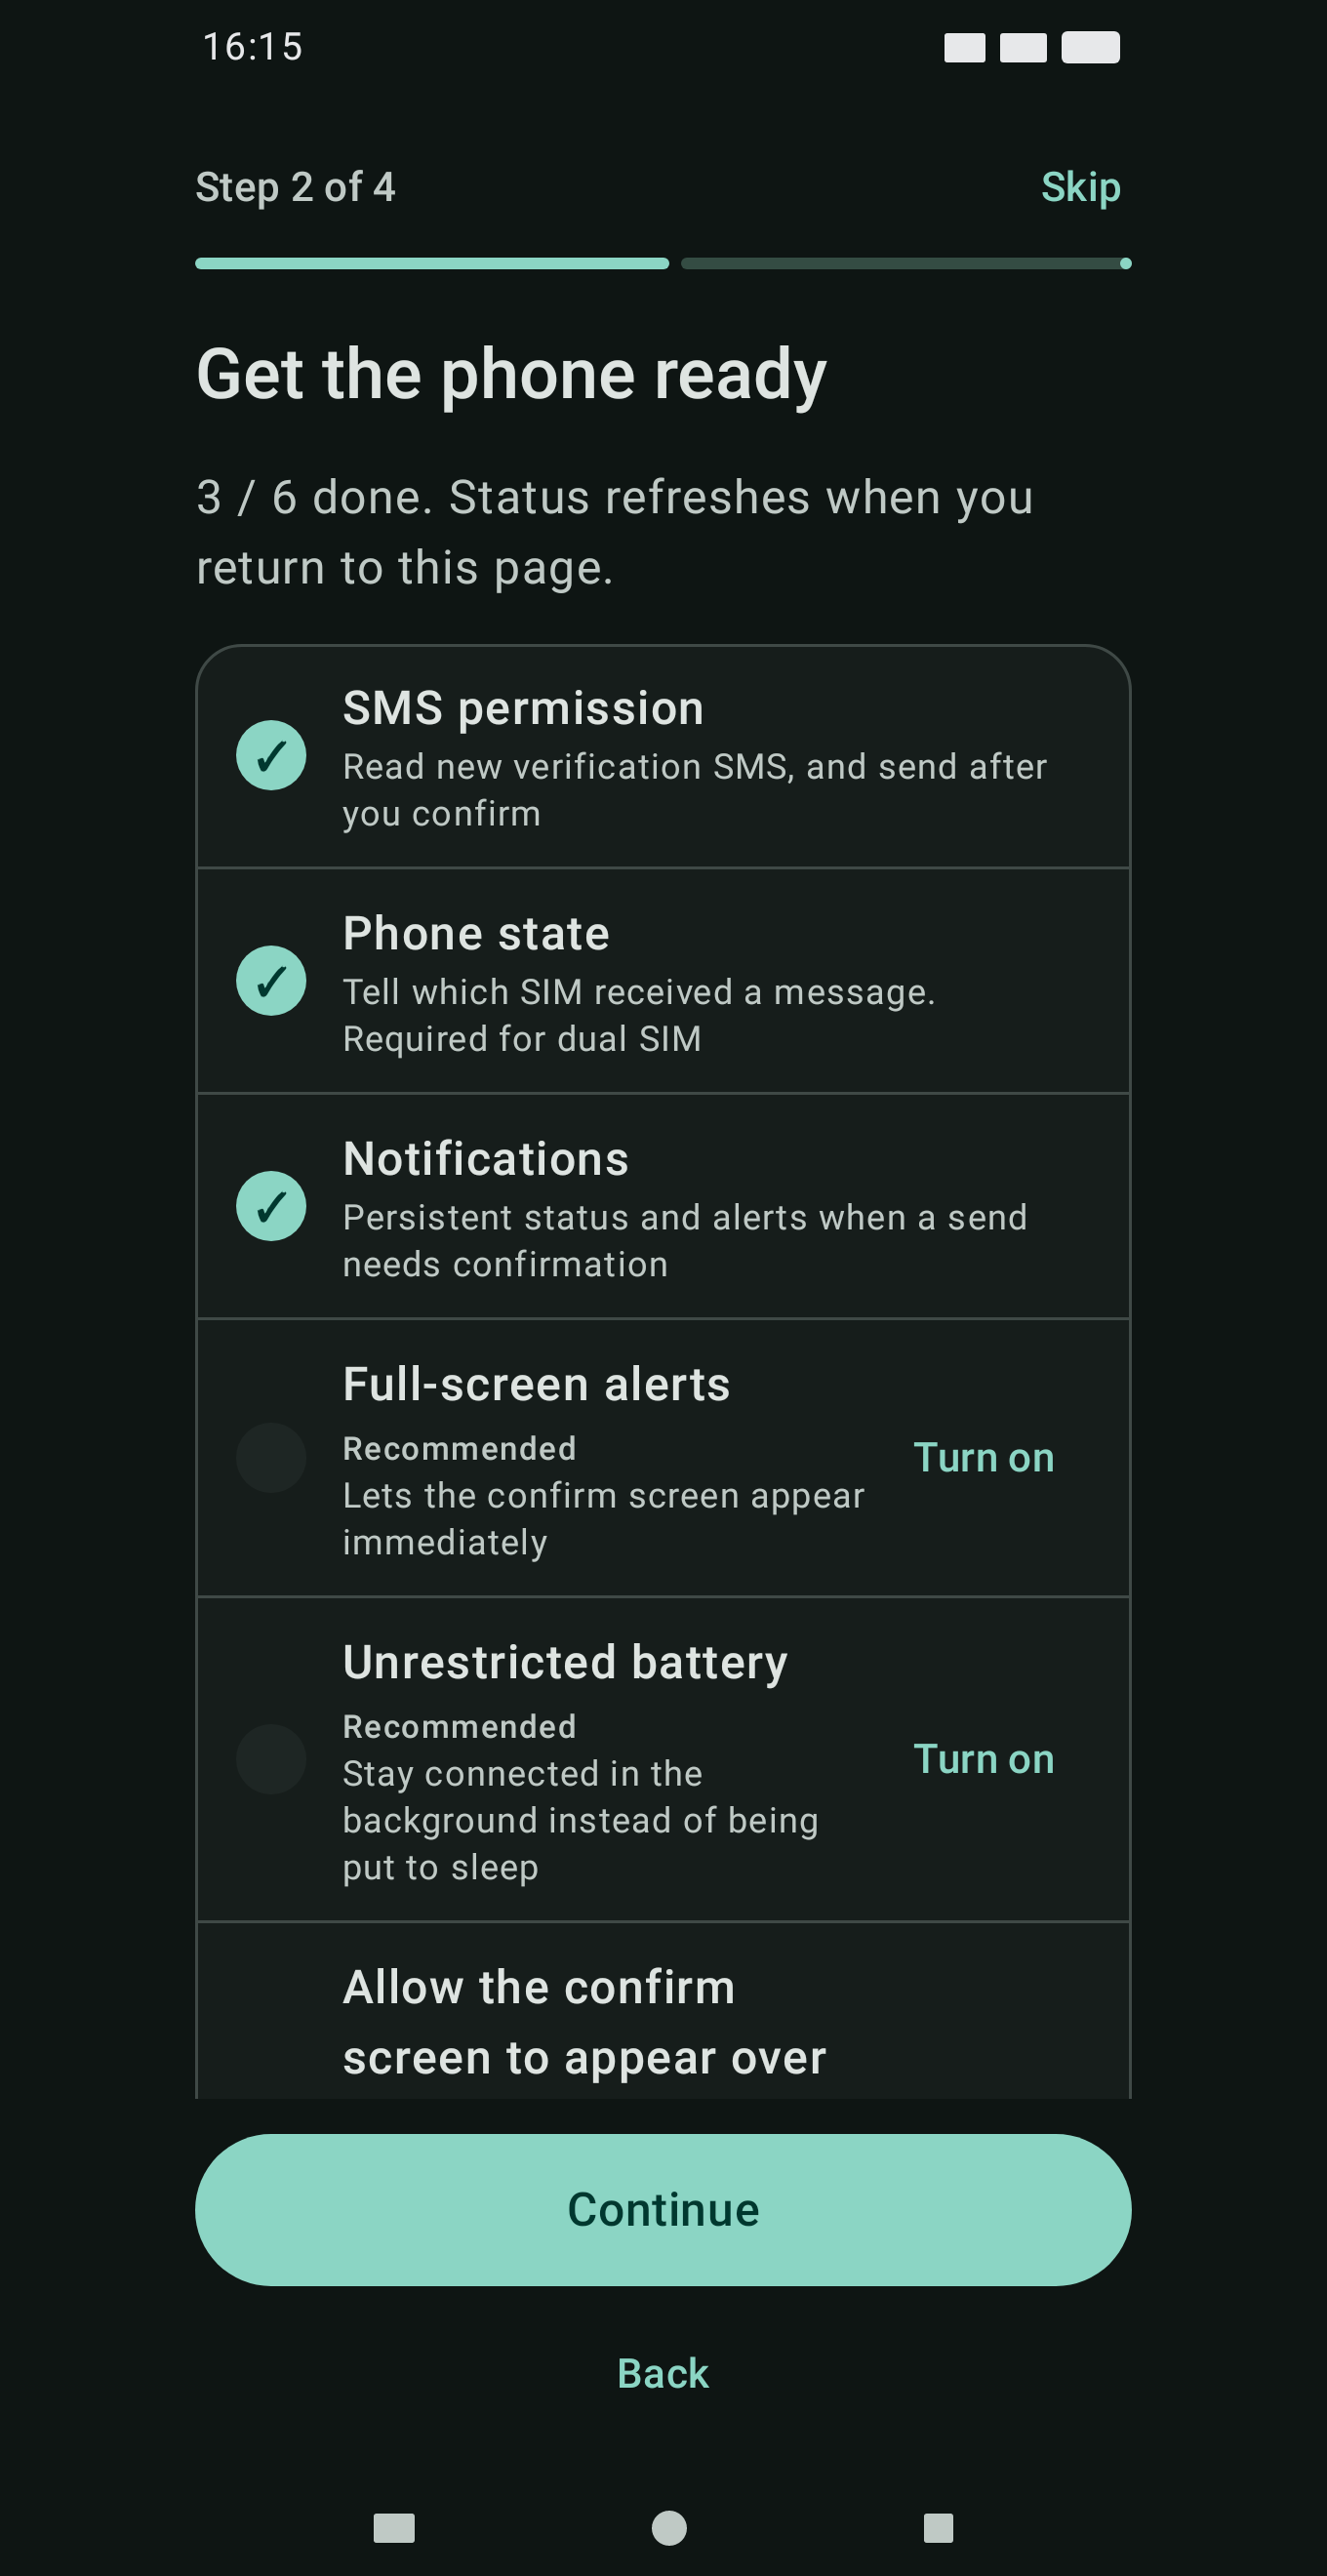 16:15
Step 2 of 4
Skip
Get the phone ready
3 / 6 done. Status refreshes when you
return to this page.
SMS permission
Read new verification SMS, and send after
you confirm
Phone state
Tell which SIM received a message.
Required for dual SIM
Notifications
Persistent status and alerts when a send
needs confirmation
Full-screen alerts
Recommended
Lets the confirm screen appear
immediately
Turn on
Unrestricted battery
Recommended
Stay connected in the
background instead of being
put to sleep
Turn on
Allow the confirm
screen to appear over
Continue
Back